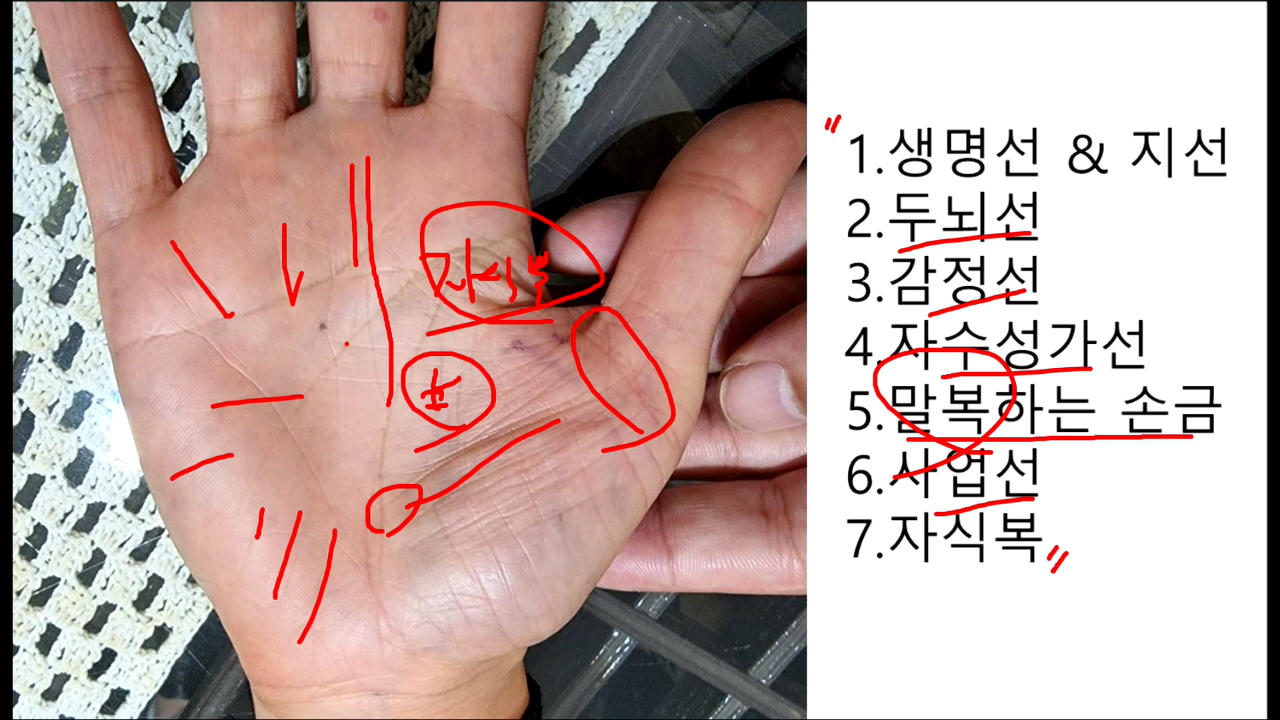 1.생명선 & 지선
2.두뇌선
3.감정선
4.자수성가선
5.말복하는 손금
6.사업선
7.자식복